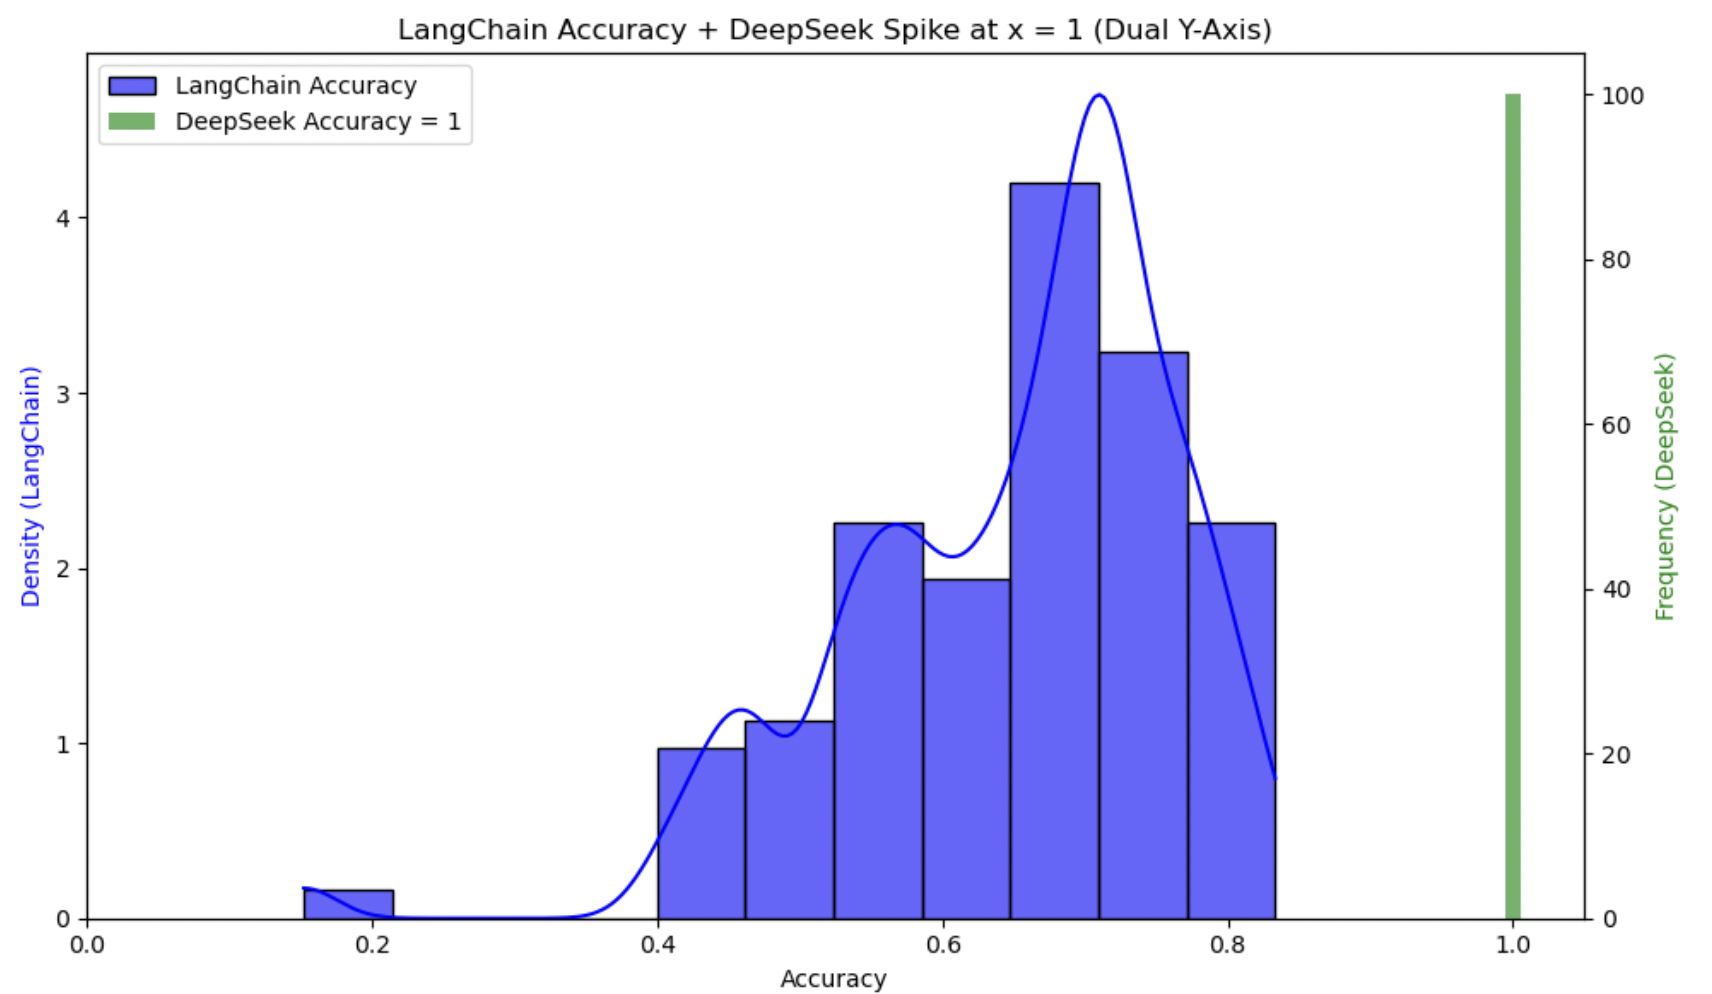 LangChain Accuracy + DeepSeek Spike at x = 1 (Dual Y-Axis)
LangChain Accuracy
DeepSeek Accuracy = 1
Density (LangChain)
4
3
2
1
0
100
80
60
40
20
0
Frequency (DeepSeek)
0.0 0.2 0.4 0.6 0.8 1.0
Accuracy